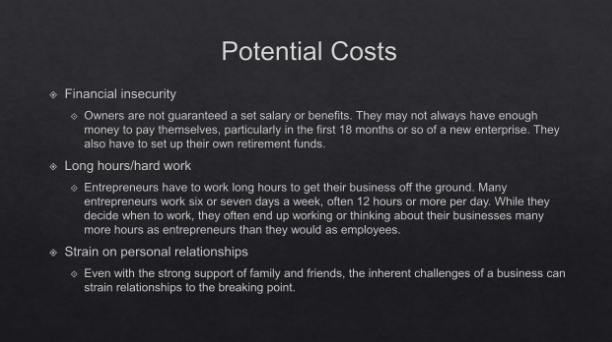 Potential Costs
Financial insecurity
Owners are not guaranteed a set salary or benefits. They may not always have enough
money to pay themselves, particularly in the first 18 months or so of a new enterprise. They
also have to set up their own retirement funds.
Long hours/hard work
Entrepreneurs have to work long hours to get their business off the ground. Many
entrepreneurs work six or seven days a week, often 12 hours or more per day. While they
decide when to work, they often end up working or thinking about their businesses many
more hours as entrepreneurs than they would as employees.
Strain on personal relationships
Even with the strong support of family and friends, the inherent challenges of a business can
strain relationships to the breaking point.